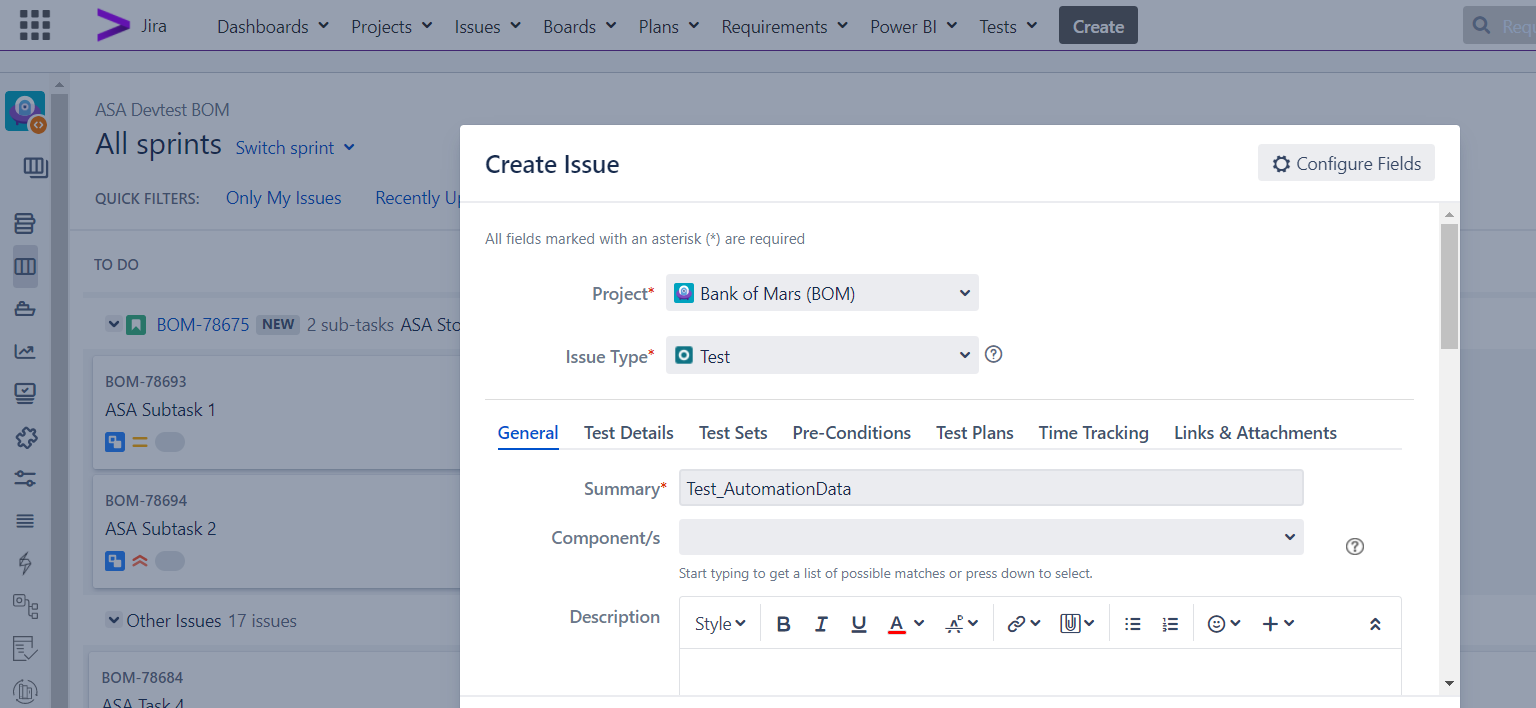 Jira
Dashboards
Projects
Issues
Boards
Plans
Requirements
Power BI
Tests
Create
ASA Devtest BOM
All sprints
Switch sprint
QUICK FILTERS:
Only My Issues
Recently
TO DO
BOM-78675 NEW 2 sub-tasks ASA
BOM-78693
ASA Subtask 1
BOM-78694
ASA Subtask 2
Other Issues 17 issues
BOM-78684
ASA Task 4
Create Issue
Configure Fields
All fields marked with an asterisk (*) are required
Project* Bank of Mars (BOM)
Issue Type* Test
General Test Details Test Sets Pre-Conditions Test Plans Time Tracking Links & Attachments
Summary* Test_AutomationData
Component/s
Start typing to get a list of possible matches or press down to select.
Description
Style B I U A